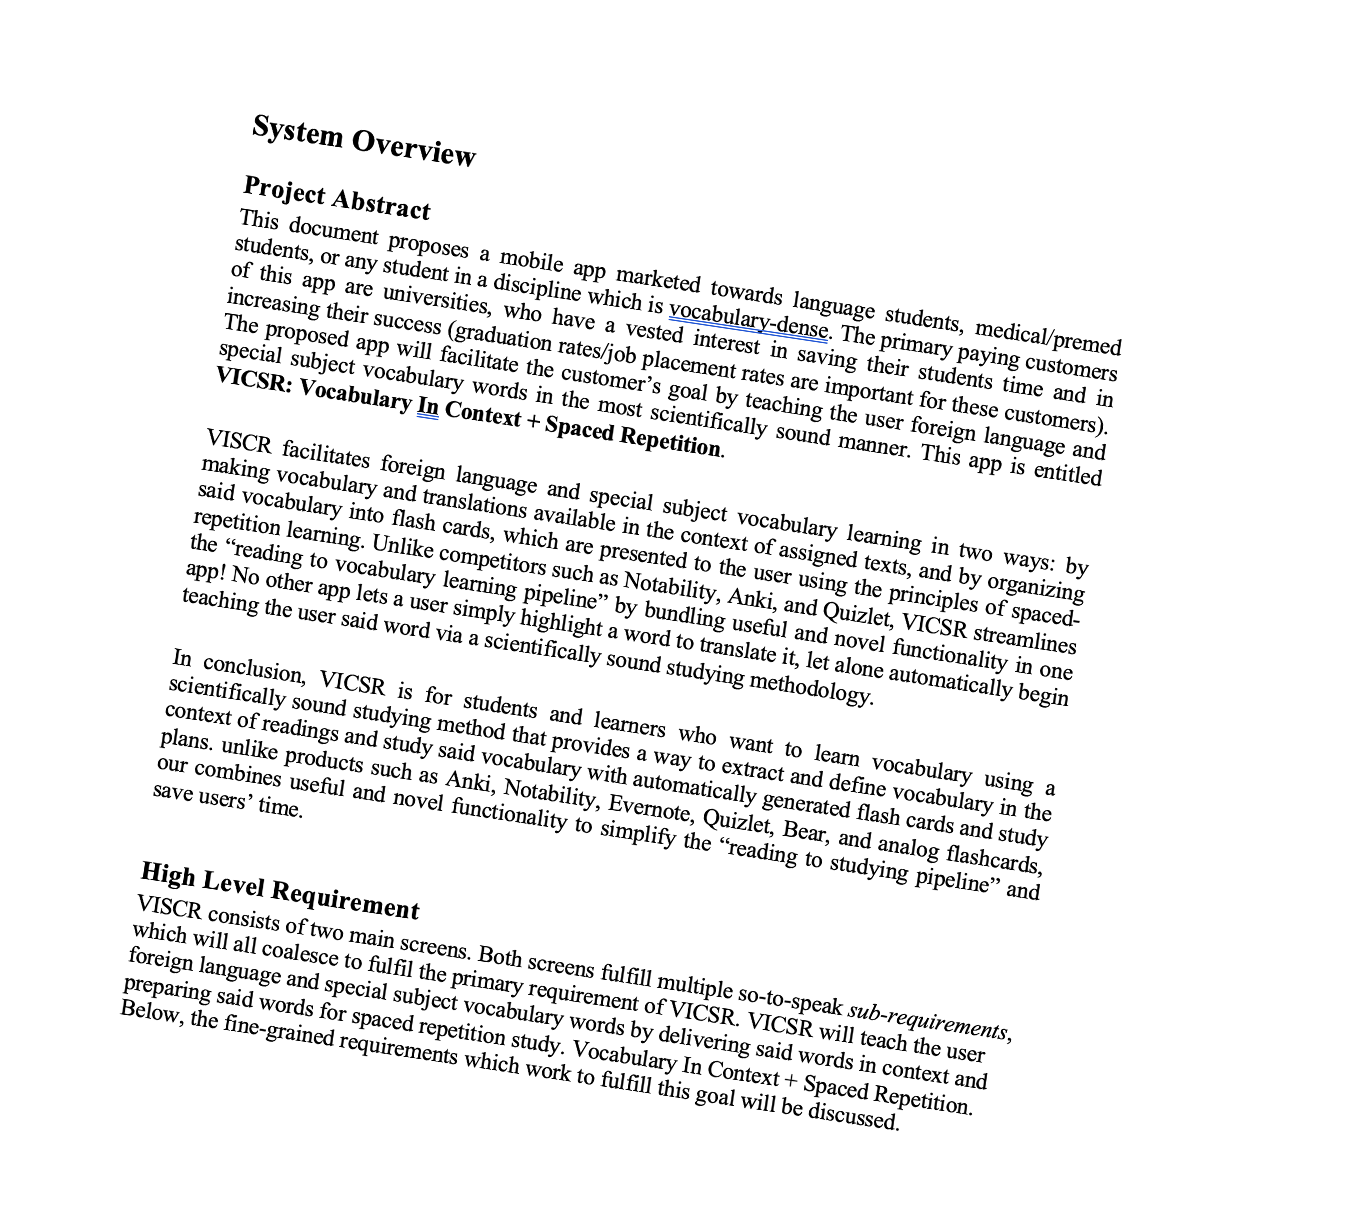 System Overview
Project Abstract
This document proposes a mobile app marketed towards language students, medical/premed
students, or any student in a discipline which is vocabulary-dense. The primary paying customers
of this app are universities, who have a vested interest in saving their students time and in
increasing their success (graduation rates/job placement rates are important for these customers).
The proposed app will facilitate the customer’s goal by teaching the user foreign language and
special subject vocabulary words in the most scientifically sound manner. This app is entitled
VICSR: Vocabulary In Context + Spaced Repetition.
VISCR facilitates foreign language and special subject vocabulary learning in two ways: by
making vocabulary and translations available in the context of assigned texts, and by organizing
said vocabulary into flash cards, which are presented to the user using the principles of spaced-
repetition learning. Unlike competitors such as Notability, Anki, and Quizlet, VICSR streamlines
the “reading to vocabulary learning pipeline” by bundling useful and novel functionality in one
app! No other app lets a user simply highlight a word to translate it, let alone automatically begin
teaching the user said word via a scientifically sound studying methodology.
In conclusion, VICSR is for students and learners who want to learn vocabulary using a
scientifically sound studying method that provides a way to extract and define vocabulary in the
context of readings and study said vocabulary with automatically generated flash cards and study
plans. unlike products such as Anki, Notability, Evernote, Quizlet, Bear, and analog flashcards,
our combines useful and novel functionality to simplify the “reading to studying pipeline” and
save users’ time.
High Level Requirement
VISCR consists of two main screens. Both screens fulfill multiple so-to-speak sub-requirements,
which will all coalesce to fulfil the primary requirement of VICSR. VICSR will teach the user
foreign language and special subject vocabulary words by delivering said words in context and
preparing said words for spaced repetition study. Vocabulary In Context + Spaced Repetition.
Below, the fine-grained requirements which work to fulfill this goal will be discussed.